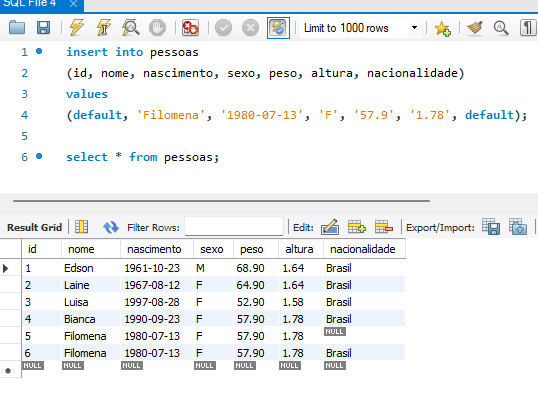 SQL File 4
Limit to 1000 rows
1 insert into pessoas
2 (id, nome, nascimento, sexo, peso, altura, nacionalidade)
3 values
4 (default, 'Filomena', '1980-07-13', 'F', '57.9', '1.78', default);
5
6 select * from pessoas;
Result Grid Filter Rows: Edit: Export/Import:
id nome nascimento sexo peso altura nacionalidade
1 Edson 1961-10-23 M 68.90 1.64 Brasil
2 Laine 1967-08-12 F 64.90 1.64 Brasil
3 Luisa 1997-08-28 F 52.90 1.58 Brasil
4 Bianca 1990-09-23 F 57.90 1.78 Brasil
5 Filomena 1980-07-13 F 57.90 1.78 NULL
6 Filomena 1980-07-13 F 57.90 1.78 Brasil
NULL NULL NULL NULL NULL NULL NULL